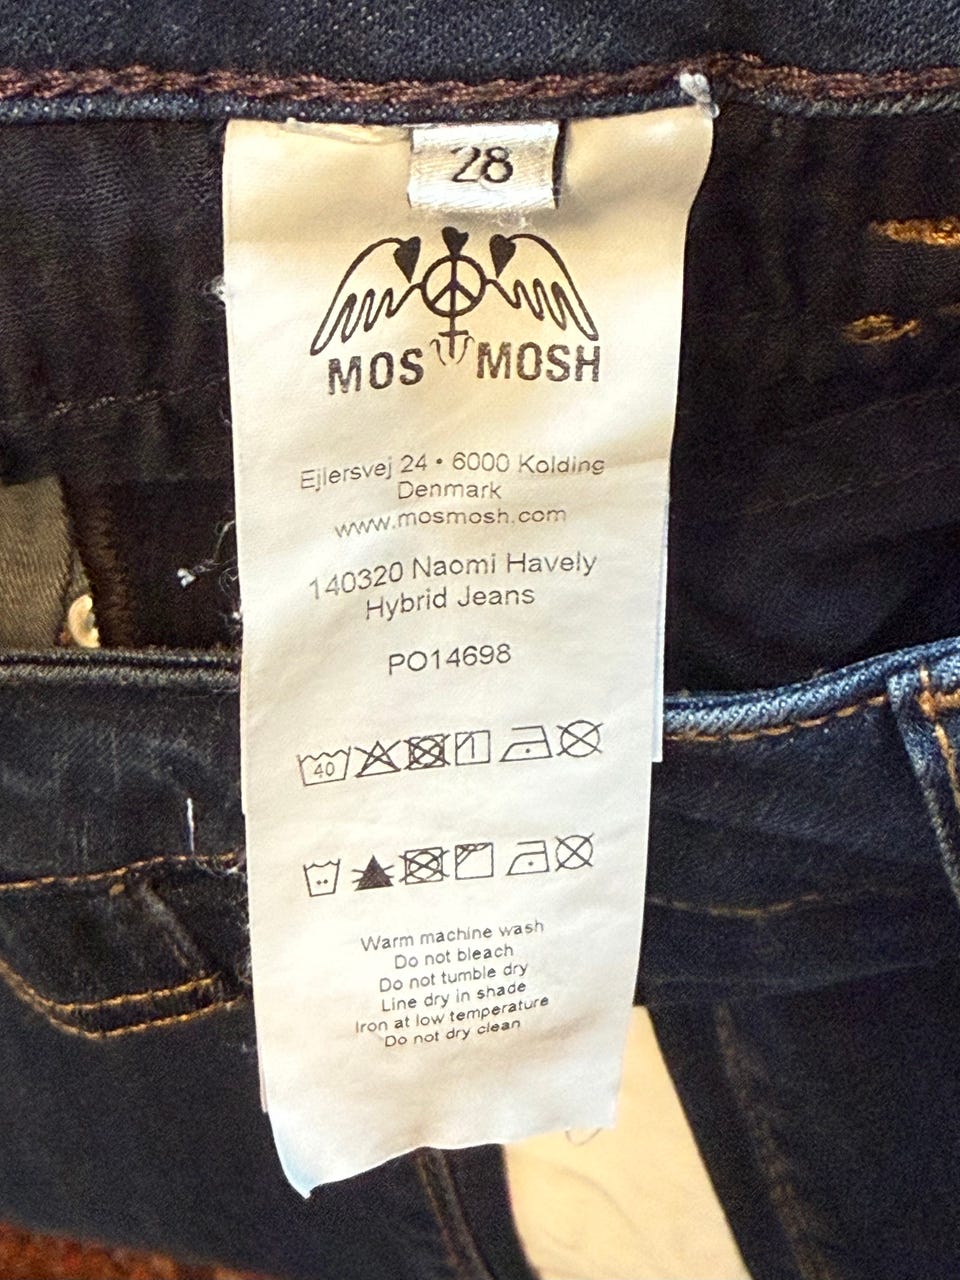 28
MOS MOSH
Ejlersvej 24 • 6000 Kolding
Denmark
www.mosmosh.com
140320 Naomi Havely
Hybrid Jeans
PO14698
40
Warm machine wash
Do not bleach
Do not tumble dry
Line dry in shade
Iron at low temperature
Do not dry clean